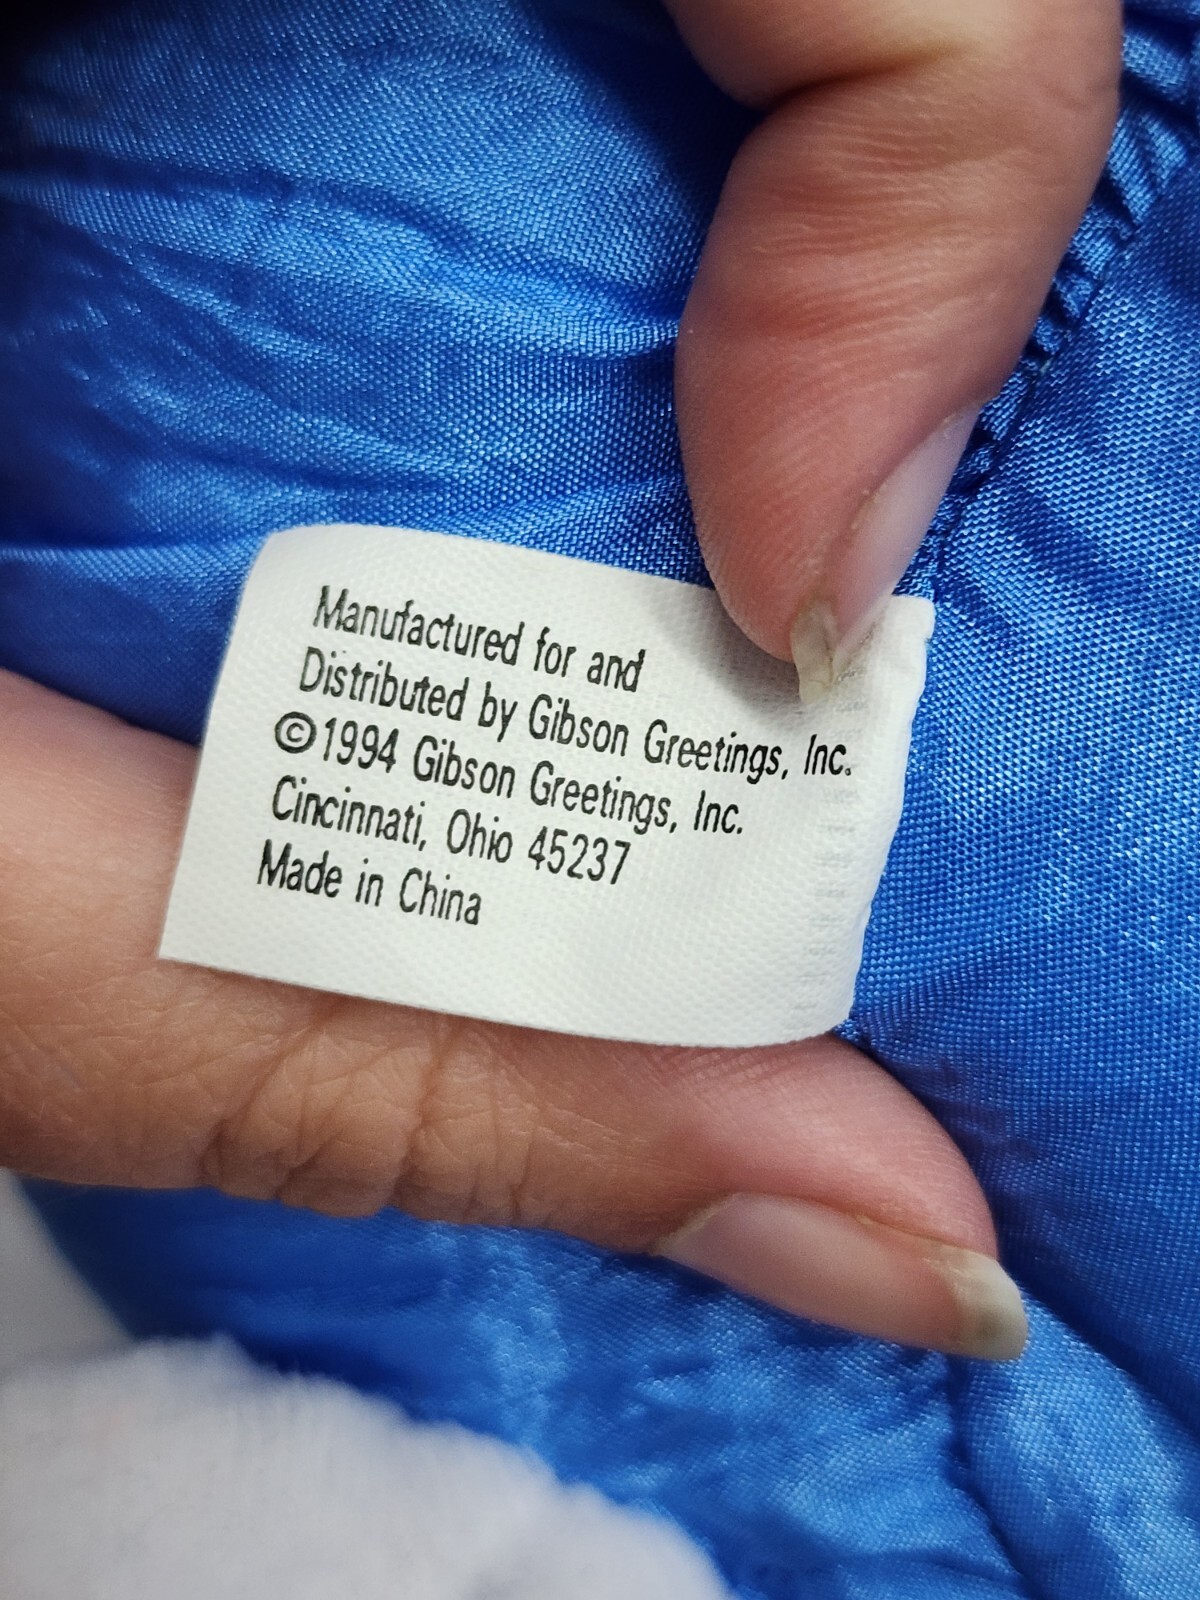 Manufactured for and
Distributed by Gibson Greetings, Inc.
©1994 Gibson Greetings, Inc.
Cincinnati, Ohio 45237
Made in China